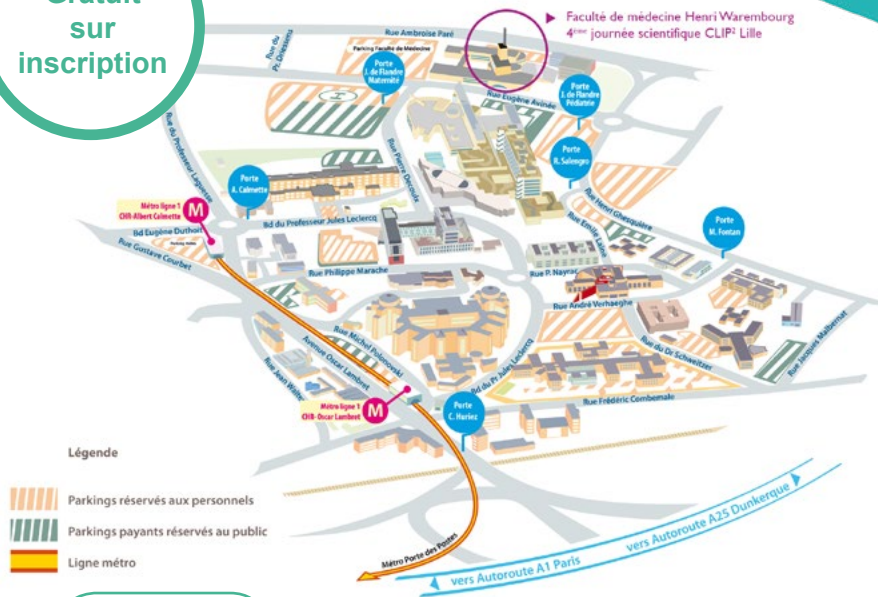 Gratuit
sur
inscription
Faculté de médecine Henri Warembourg
4ème journée scientifique CLIP² Lille
Rue Ambroise Paré
Parking Faculté de Médecine
Rue du
Porte
J. de Flandre
Maternité
Rue Eugène Avinée
Porte
J. de Flandre
Pédiatrie
Rue du Professeur Laguesse
Rue Pierre Decoulx
Porte
R. Salengro
Porte
A. Calmette
Métro ligne 1
CHR-Albert Calmette
M
Rue Henri Ghesquière
Bd du Professeur Jules Leclercq
Rue Emile Laine
Porte
M. Fontan
Bd Eugène Duthoit
Rue Gustave Courbet
Rue Philippe Marache
Rue P. Nayrac
Rue André Verhaeghe
Rue Michel Polonovski
Avenue Oscar Lambret
Bd du Pr Jules Leclercq
Rue du Dr Schweitzer
Rue Jacques Malbernat
Métro ligne 1
CHR-Oscar Lambret
M
Rue Frédéric Combemale
Porte
C. Huriez
Légende
Parkings réservés aux personnels
Parkings payants réservés au public
Ligne métro
Métro Porte des Postes
vers Autoroute A1 Paris
vers Autoroute A25 Dunkerque